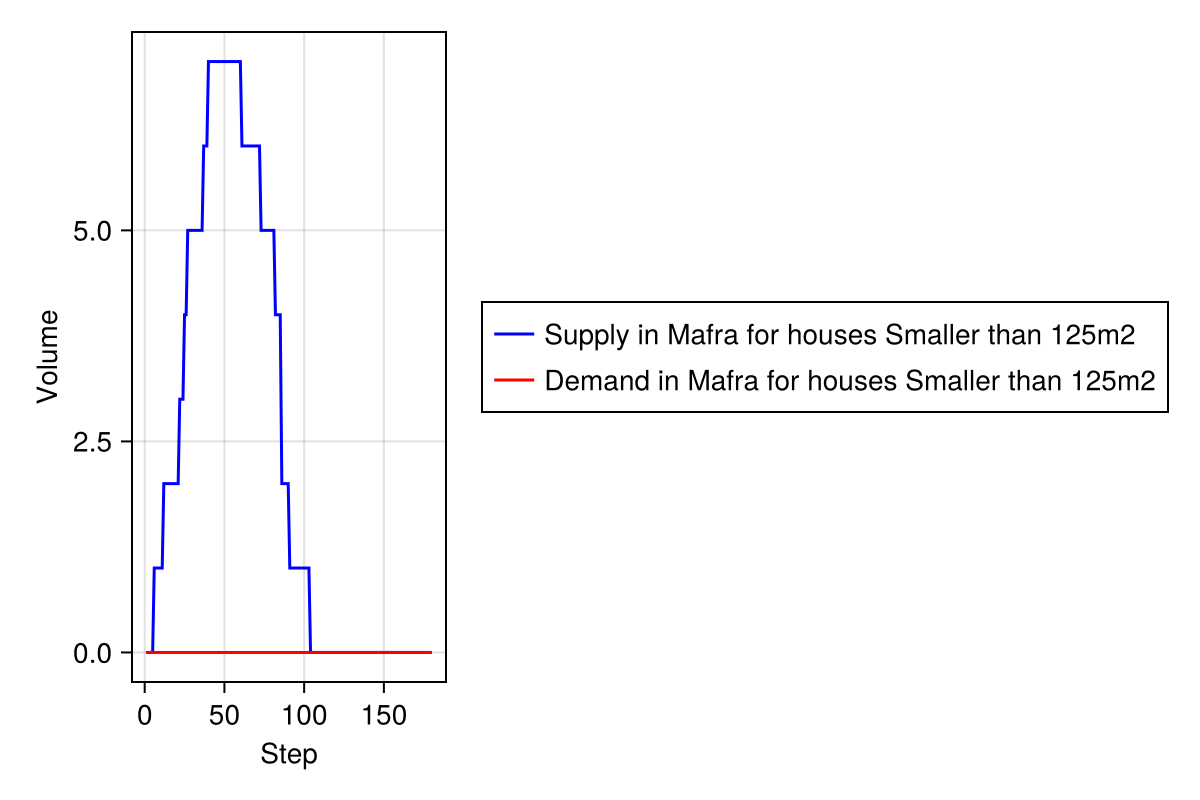 Volume
5.0
2.5
0.0
0 50 100 150
Step
Supply in Mafra for houses Smaller than 125m2
Demand in Mafra for houses Smaller than 125m2